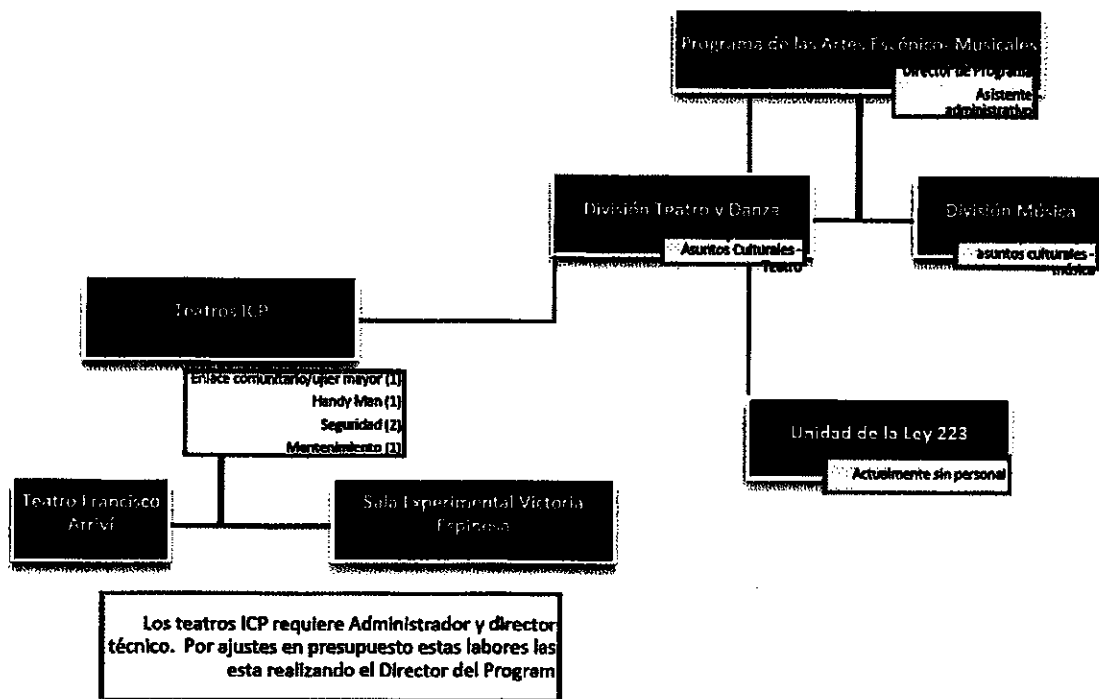 Programa de las Artes Escénico- Musicales
Director de Programa
Asistente
administrativo
División Teatro y Danza
Asuntos Culturales -
Teatro
División Música
asuntos culturales -
música
Teatros ICP
Enlace comunitario/ujier mayor (1)
Handy Man (1)
Seguridad (2)
Mantenimiento (1)
Unidad de la Ley 223
Actualmente sin personal
Teatro Francisco
Arriví
Sala Experimental Victoria
Espinosa
Los teatros ICP requiere Administrador y director
técnico. Por ajustes en presupuesto estas labores las
esta realizando el Director del Program